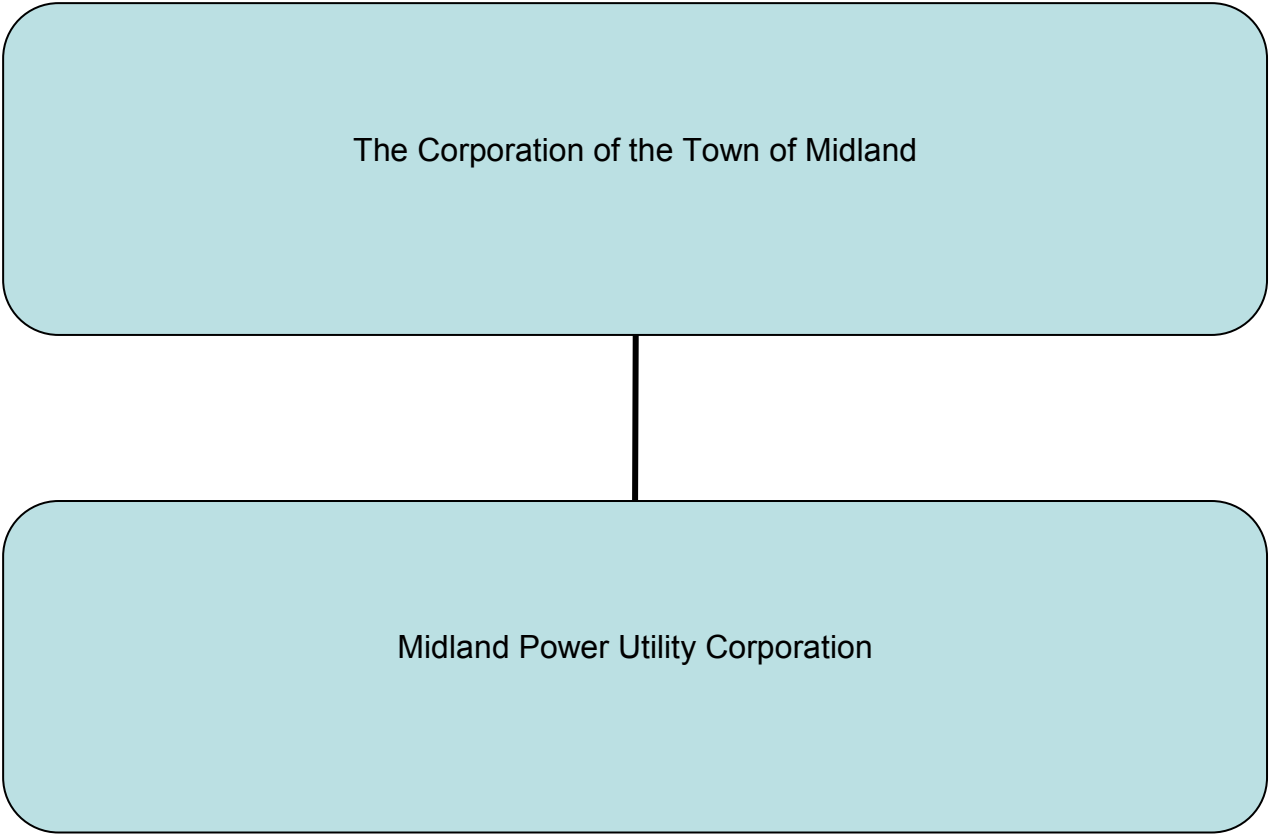 The Corporation of the Town of Midland
Midland Power Utility Corporation